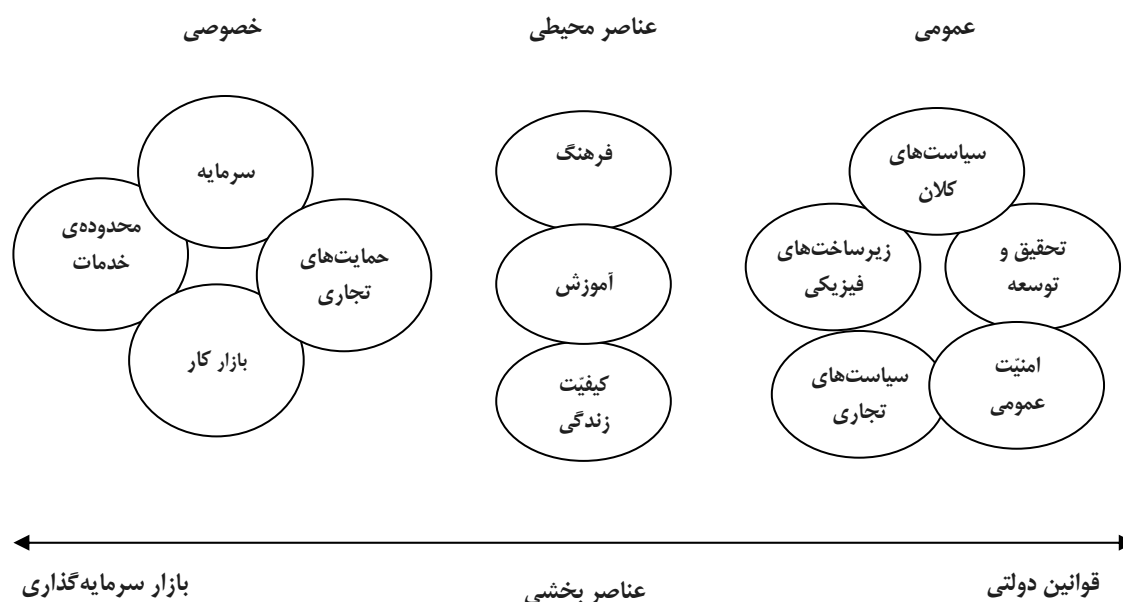 عمومی
عناصر محیطی
خصوصی
سیاست‌های
کلان
تحقیق و
توسعه
زیرساخت‌های
فیزیکی
امنیّت
عمومی
سیاست‌های
تجاری
فرهنگ
آموزش
کیفیّت
زندگی
سرمایه
حمایت‌های
تجاری
محدوده‌ی
خدمات
بازار کار
قوانین دولتی
عناصر بخشی
بازار سرمایه‌گذاری